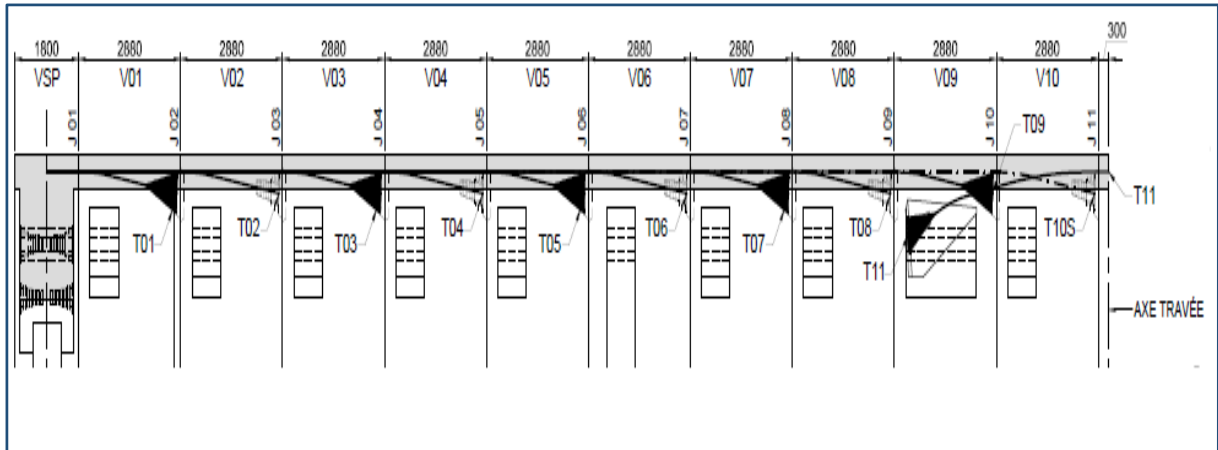 1800 2880 2880 2880 2880 2880 2880 2880 2880 2880 2880 300
VSP V01 V02 V03 V04 V05 V06 V07 V08 V09 V10
J 01 J 02 J 03 J 04 J 05 J 06 J 07 J 08 J 09 J 10 J 11
T09
T11
T01 T02 T03 T04 T05 T06 T07 T08 T10S
T11
AXE TRAVÉE